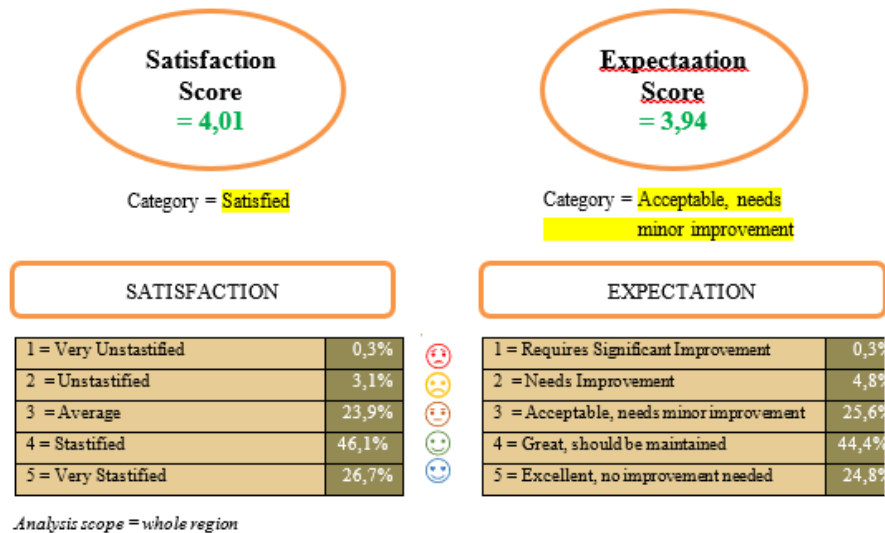 Satisfaction
Score
= 4,01
Category = Satisfied
Expectaation
Score
= 3,94
Category = Acceptable, needs
minor improvement
SATISFACTION
1 = Very Unstastified 0,3%
2 = Unstastified 3,1%
3 = Average 23,9%
4 = Stastified 46,1%
5 = Very Stastified 26,7%
EXPECTATION
1 = Requires Significant Improvement 0,3%
2 = Needs Improvement 4,8%
3 = Acceptable, needs minor improvement 25,6%
4 = Great, should be maintained 44,4%
5 = Excellent, no improvement needed 24,8%
Analysis scope = whole region